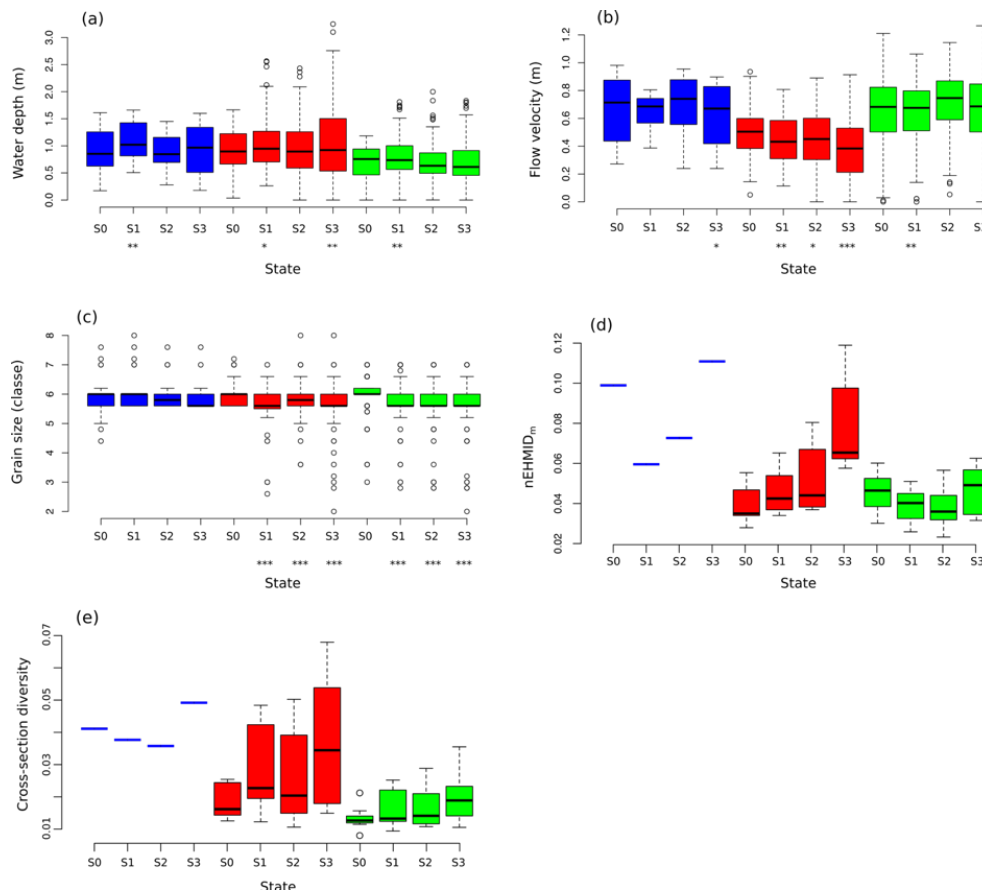 (a)
Water depth (m)
3.0
2.5
2.0
1.5
1.0
0.5
0.0
S0 S1 S2 S3 S0 S1 S2 S3 S0 S1 S2 S3
** * ** **
State
(b)
Flow velocity (m)
1.2
1.0
0.8
0.6
0.4
0.2
0.0
S0 S1 S2 S3 S0 S1 S2 S3 S0 S1 S2 S3
* ** * *** **
State
(c)
Grain size (classe)
8
7
6
5
4
3
2
S0 S1 S2 S3 S0 S1 S2 S3 S0 S1 S2 S3
*** *** *** *** *** ***
State
(d)
nEHMIDm
0.12
0.10
0.08
0.06
0.04
0.02
S0 S1 S2 S3 S0 S1 S2 S3 S0 S1 S2 S3
State
(e)
Cross-section diversity
0.07
0.05
0.03
0.01
S0 S1 S2 S3 S0 S1 S2 S3 S0 S1 S2 S3
State